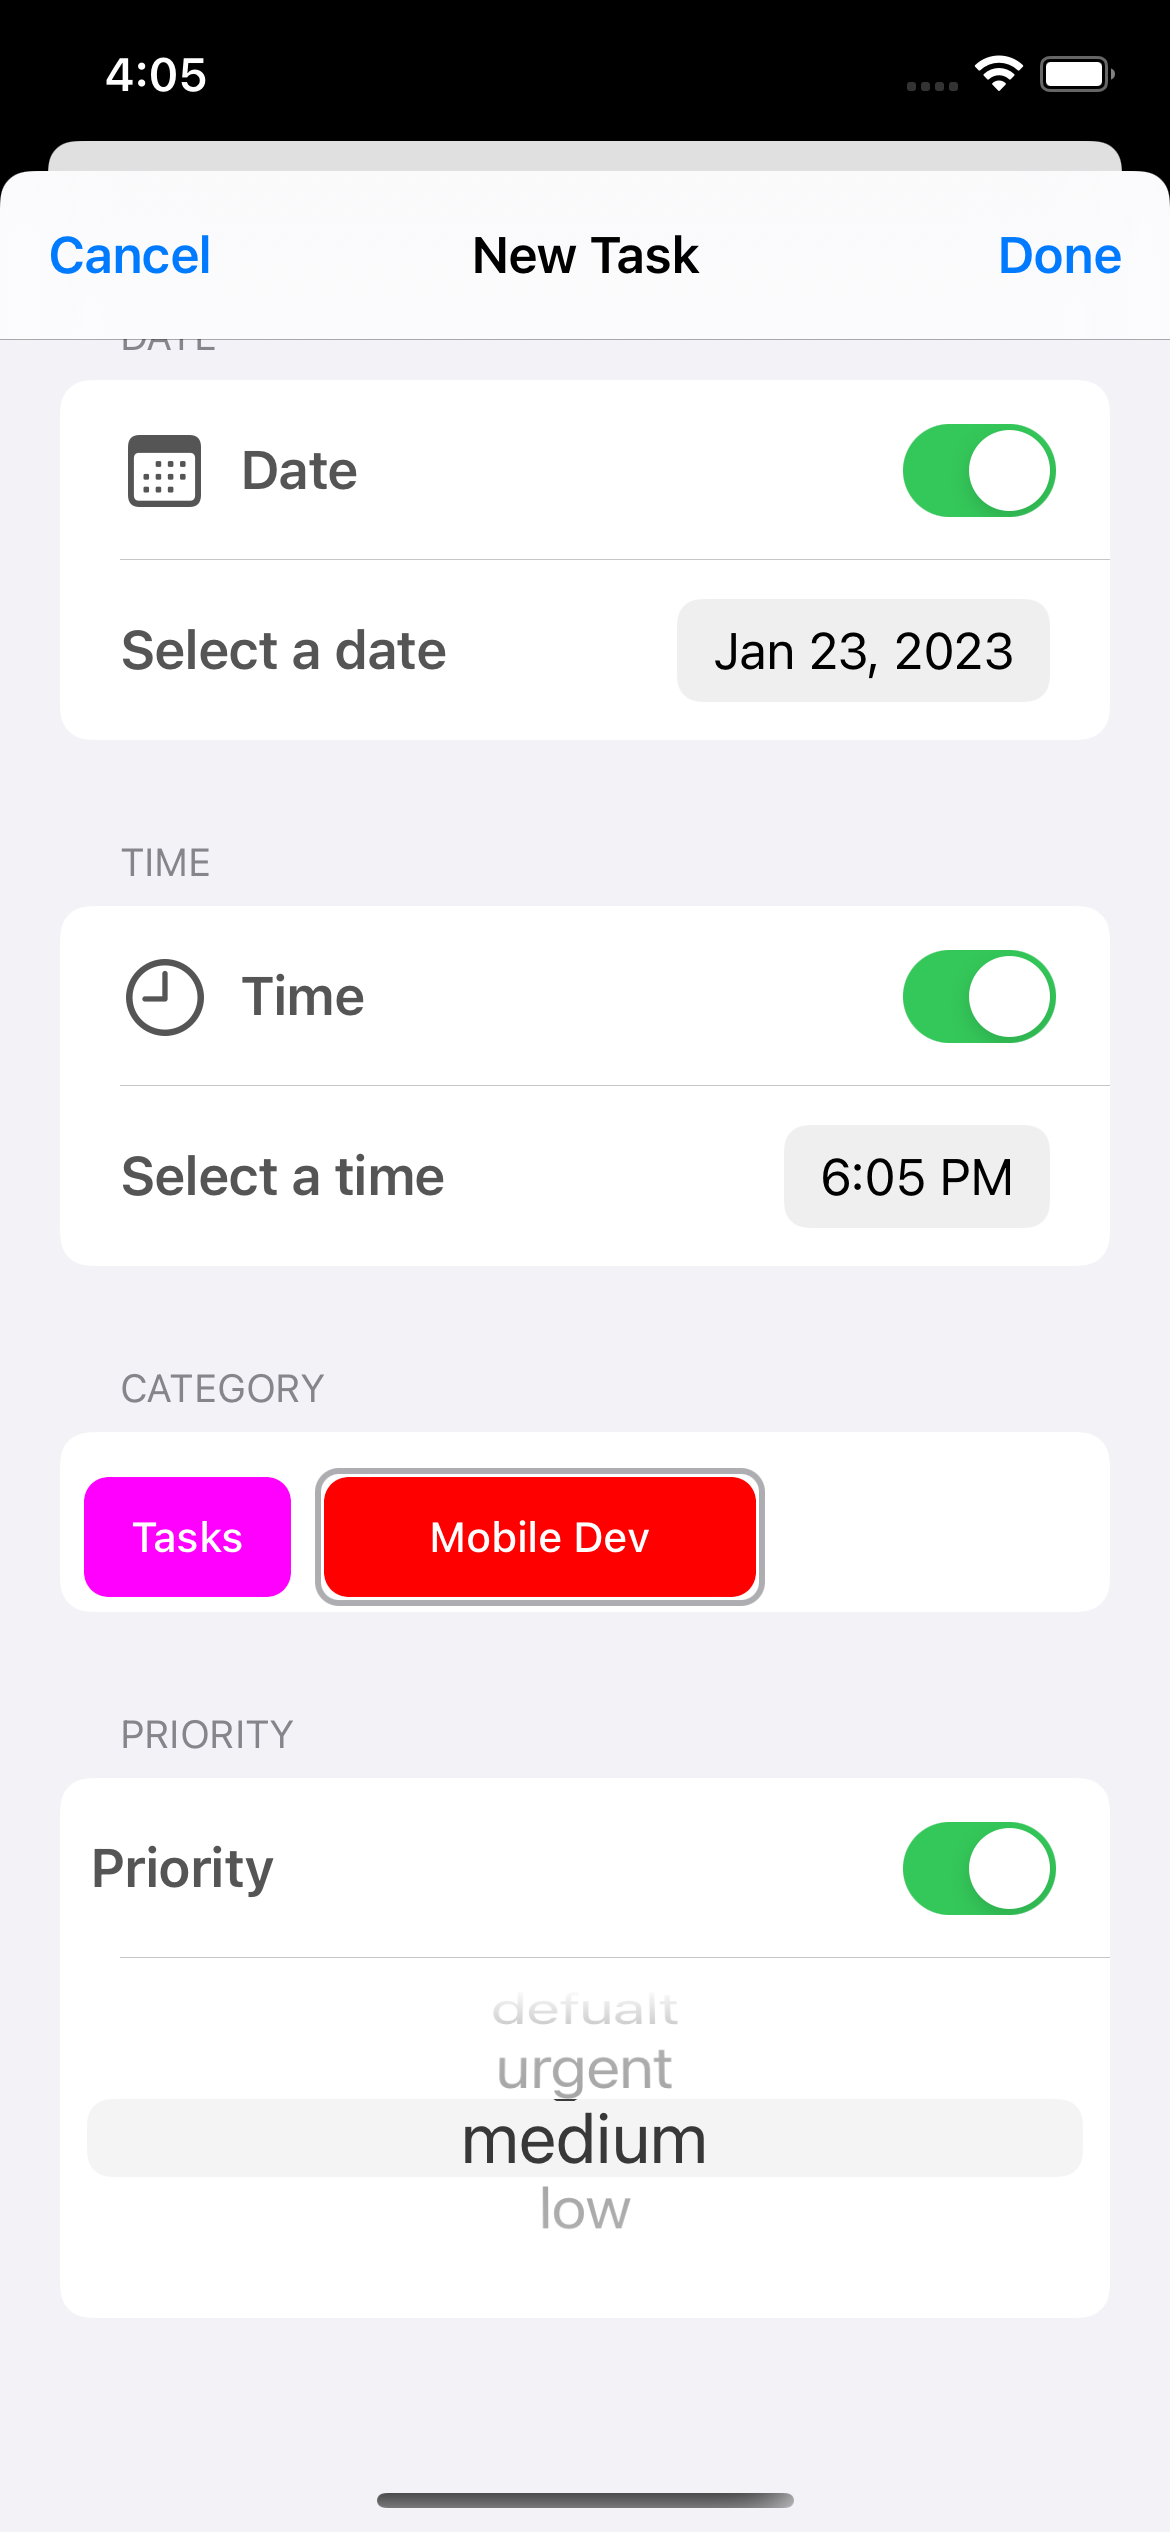 4:05
Cancel
New Task
Done
DATE
Date
Select a date
Jan 23, 2023
TIME
Time
Select a time
6:05 PM
CATEGORY
Tasks
Mobile Dev
PRIORITY
Priority
defualt
urgent
medium
low